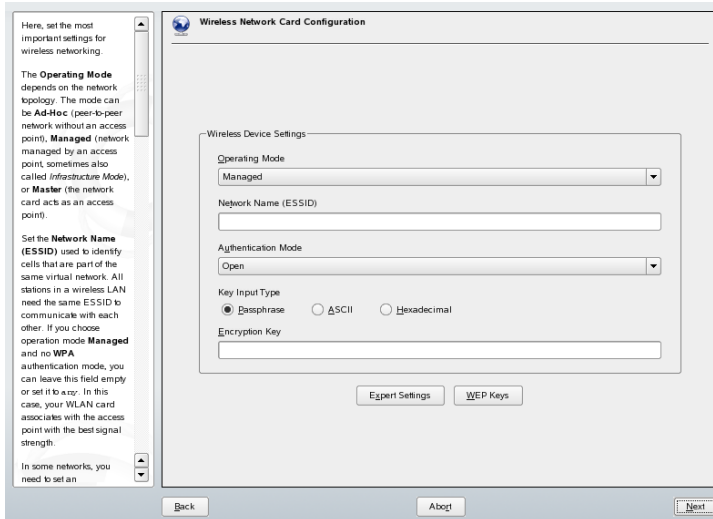 Here, set the most
important settings for
wireless networking.
The Operating Mode
depends on the network
topology. The mode can
be Ad-Hoc (peer-to-peer
network without an access
point), Managed (network
managed by an access
point, sometimes also
called Infrastructure Mode),
or Master (the network
card acts as an access
point).
Set the Network Name
(ESSID) used to identify
cells that are part of the
same virtual network. All
stations in a wireless LAN
need the same ESSID to
communicate with each
other. If you choose
operation mode Managed
and no WPA
authentication mode, you
can leave this field empty
or set it to any. In this
case, your WLAN card
associates with the access
point with the best signal
strength.
In some networks, you
need to set an
Wireless Network Card Configuration
Wireless Device Settings
Operating Mode
Managed
Network Name (ESSID)
Authentication Mode
Open
Key Input Type
Passphrase ASCII Hexadecimal
Encryption Key
Expert Settings WEP Keys
Back Abort Next